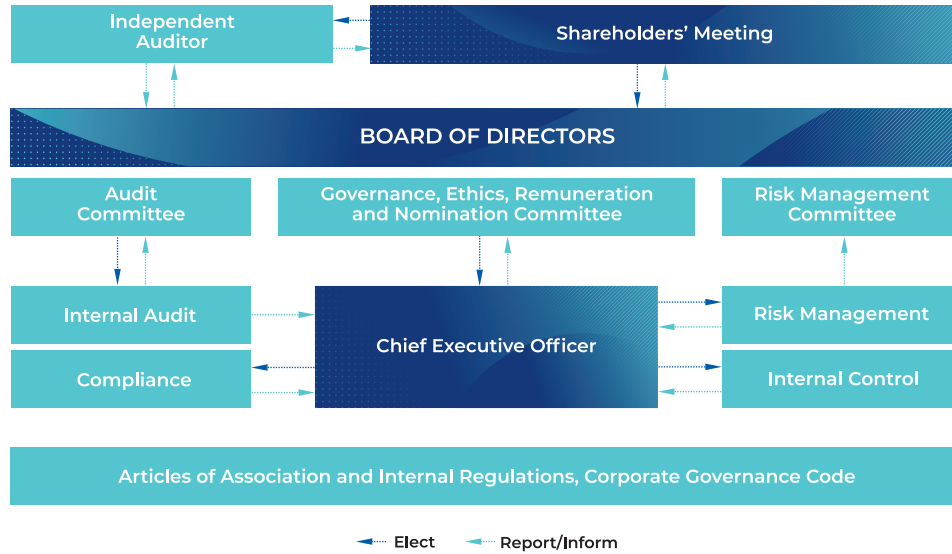 Independent
Auditor
Shareholders’ Meeting
BOARD OF DIRECTORS
Audit
Committee
Governance, Ethics, Remuneration
and Nomination Committee
Risk Management
Committee
Internal Audit
Chief Executive Officer
Risk Management
Compliance
Internal Control
Articles of Association and Internal Regulations, Corporate Governance Code
Elect
Report/Inform